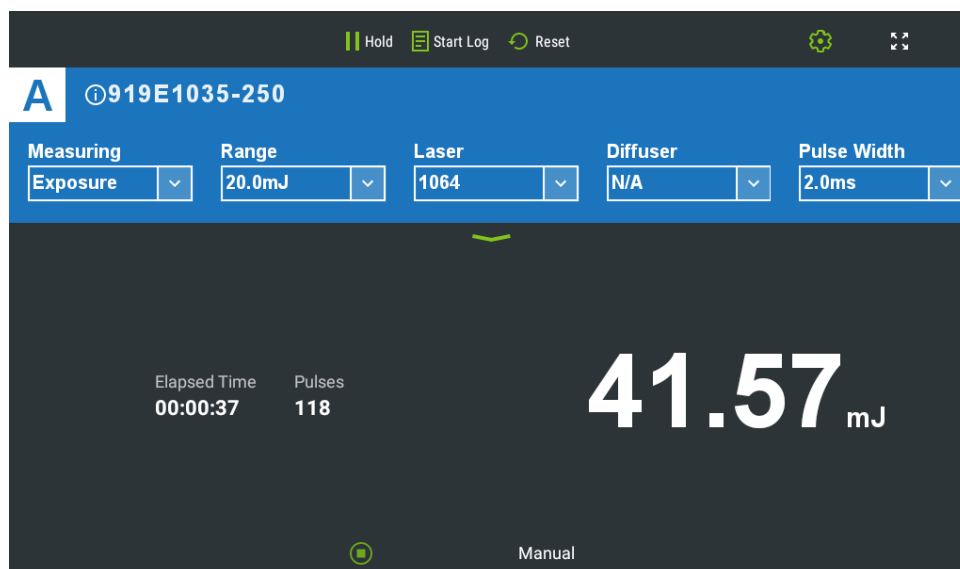 Hold Start Log Reset
A 919E1035-250
Measuring Range Laser Diffuser Pulse Width
Exposure 20.0mJ 1064 N/A 2.0ms
Elapsed Time Pulses
00:00:37 118
41.57 mJ
Manual